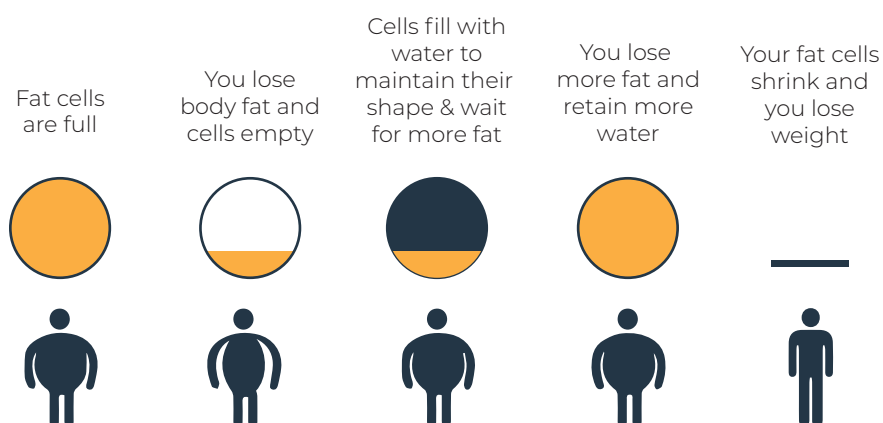 Fat cells
are full
You lose
body fat and
cells empty
Cells fill with
water to
maintain their
shape & wait
for more fat
You lose
more fat and
retain more
water
Your fat cells
shrink and
you lose
weight